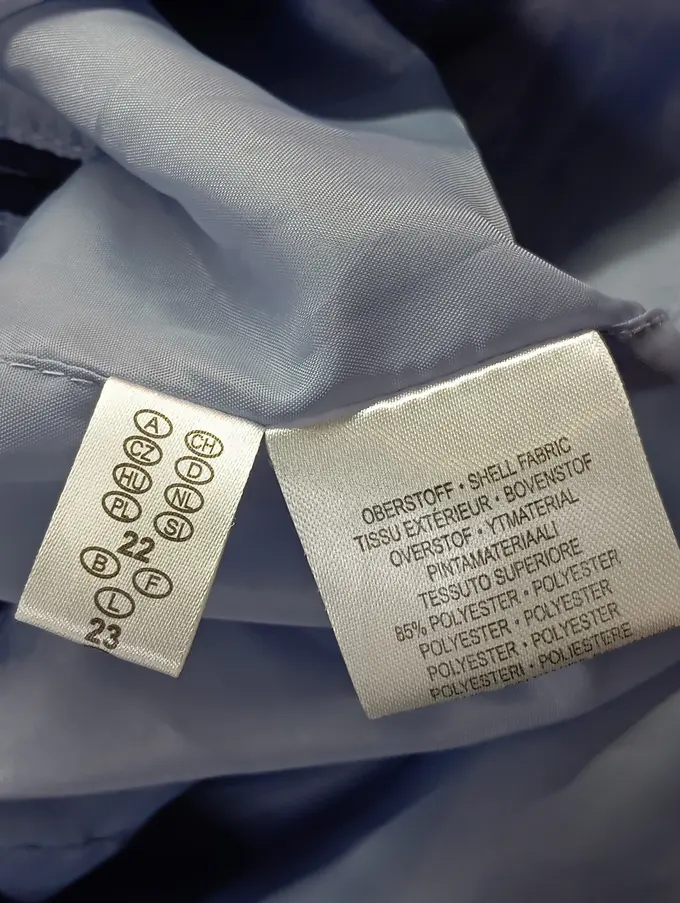 A CH
CZ D
HU NL
PL SI
22
B F
L
23
OBERSTOFF · SHELL FABRIC
TISSU EXTÉRIEUR · BOVENSTOF
OVERSTOF · YTMATERIAL
PINTAMATERIAALI
TESSUTO SUPERIORE
65% POLYESTER · POLYESTER
POLYESTER · POLYESTER
POLYESTER · POLYESTER
POLYESTERI · POLIESTERE